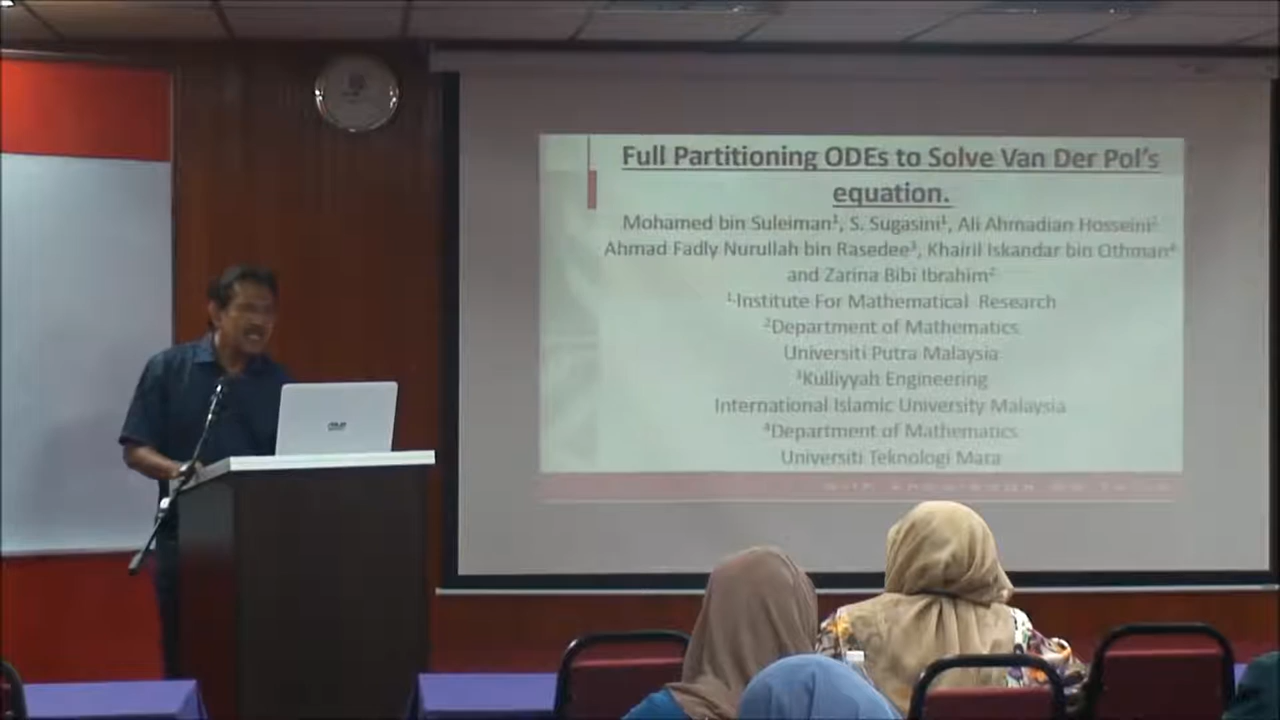 Full Partitioning ODEs to Solve Van Der Pol's
equation.
Mohamed bin Suleiman¹, S. Sugasini¹, Ali Ahmadian Hosseini²
Ahmad Fadly Nurullah bin Rasedee³, Khairil Iskandar bin Othman⁴
and Zarina Bibi Ibrahim²
¹Institute For Mathematical Research
²Department of Mathematics
Universiti Putra Malaysia
³Kulliyyah Engineering
International Islamic University Malaysia
⁴Department of Mathematics
Universiti Teknologi Mara
ASUS